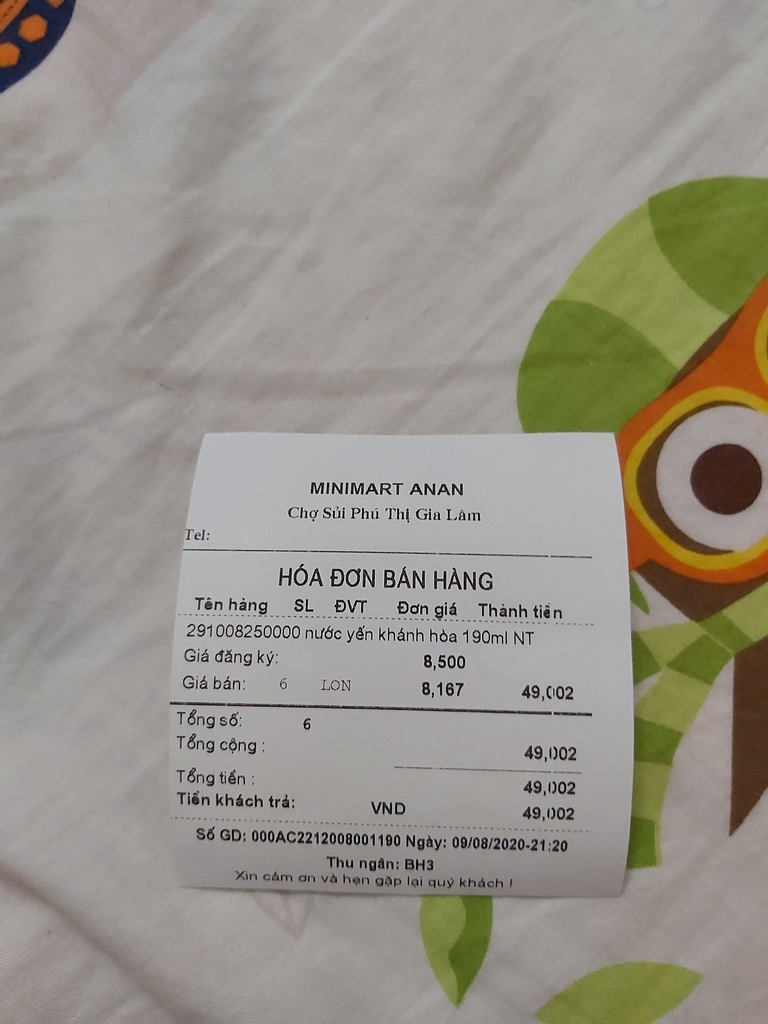 MINIMART ANAN
Chợ Sủi Phú Thị Gia Lâm
Tel:
HÓA ĐƠN BÁN HÀNG
Tên hàng SL ĐVT Đơn giá Thành tiền
291008250000 nước yến khánh hòa 190ml NT
Giá đăng ký: 8,500
Giá bán: 6 LON 8,167 49,002
Tổng số: 6
Tổng cộng : 49,002
Tổng tiền : 49,002
Tiền khách trả: VND 49,002
Số GD: 000AC2212008001190 Ngày: 09/08/2020-21:20
Thu ngân: BH3
Xin cám ơn và hẹn gặp lại quý khách !